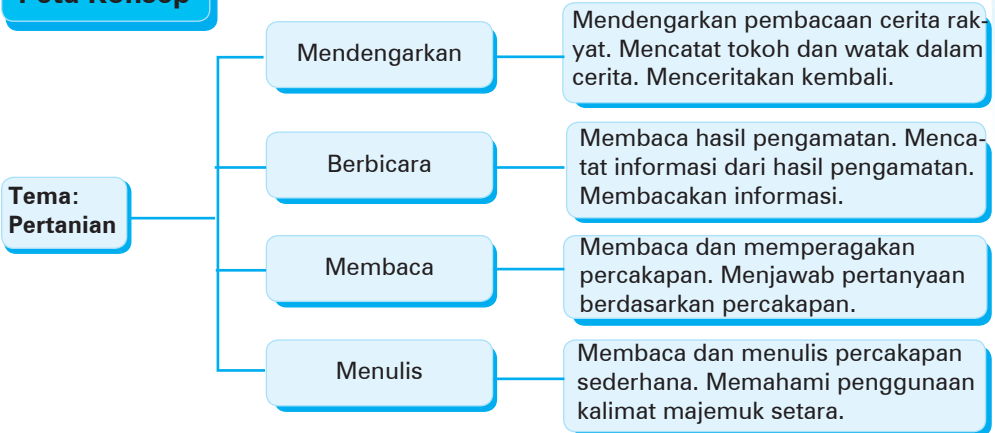 Peta Konsep
Mendengarkan
Mendengarkan pembacaan cerita rak-
yat. Mencatat tokoh dan watak dalam
cerita. Menceritakan kembali.
Berbicara
Membaca hasil pengamatan. Menca-
tat informasi dari hasil pengamatan.
Membacakan informasi.
Tema:
Pertanian
Membaca
Membaca dan memperagakan
percakapan. Menjawab pertanyaan
berdasarkan percakapan.
Menulis
Membaca dan menulis percakapan
sederhana. Memahami penggunaan
kalimat majemuk setara.